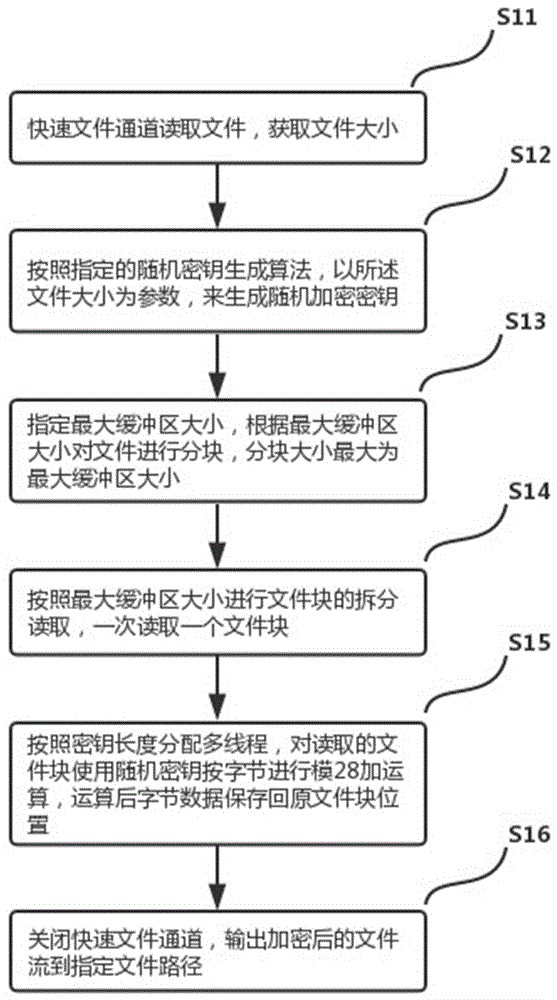 S11
快速文件通道读取文件，获取文件大小
S12
按照指定的随机密钥生成算法，以所述
文件大小为参数，来生成随机加密密钥
S13
指定最大缓冲区大小，根据最大缓冲区
大小对文件进行分块，分块大小最大为
最大缓冲区大小
S14
按照最大缓冲区大小进行文件块的拆分
读取，一次读取一个文件块
S15
按照密钥长度分配多线程，对读取的文
件块使用随机密钥按字节进行模28加运
算，运算后字节数据保存回原文件块位
置
S16
关闭快速文件通道，输出加密后的文件
流到指定文件路径